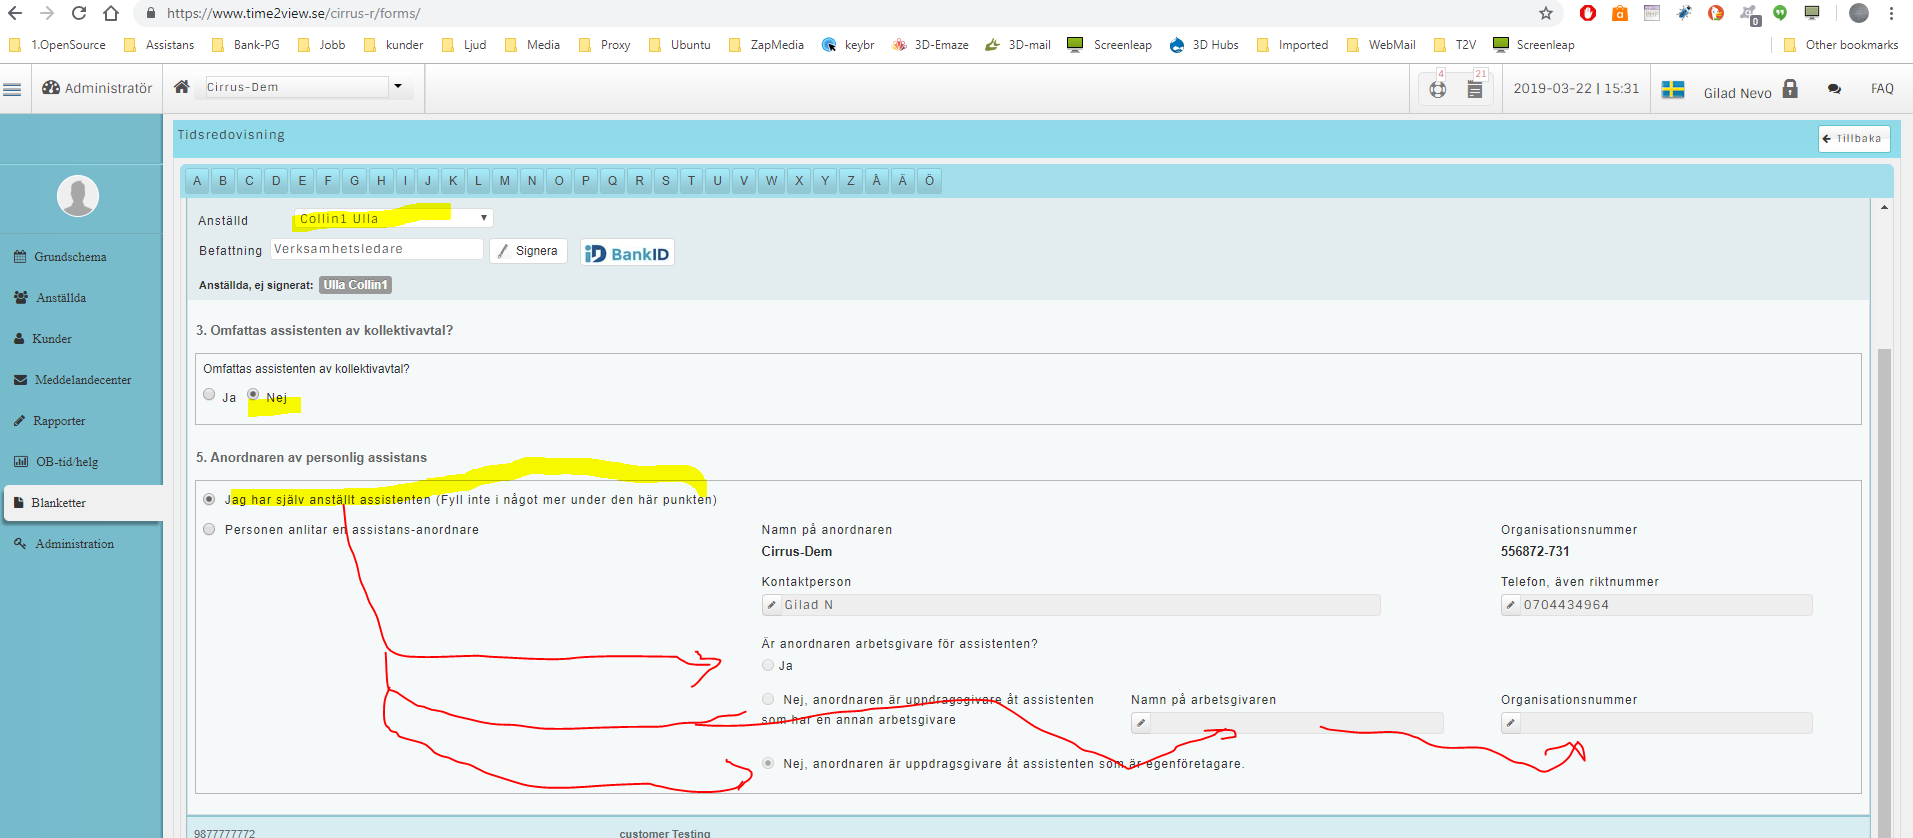 https://www.time2view.se/cirrus-r/forms/
0
1.OpenSource Assistans Bank-PG Jobb kunder Ljud Media Proxy Ubuntu ZapMedia keybr 3D-Emaze 3D-mail Screenleap 3D Hubs Imported WebMail T2V Screenleap Other bookmarks
Administratör Cirrus-Dem 4 21 2019-03-22 | 15:31 Gilad Nevo FAQ
Tidsredovisning Tillbaka
A B C D E F G H I J K L M N O P Q R S T U V W X Y Z Å Ä Ö
Grundschema
Anställda
Kunder
Meddelandecenter
Rapporter
OB-tid/helg
Blanketter
Administration
Anställd Collin1 Ulla
Befattning Verksamhetsledare Signera iD BankID
Anställda, ej signerat: Ulla Collin1
3. Omfattas assistenten av kollektivavtal?
Omfattas assistenten av kollektivavtal?
Ja Nej
5. Anordnaren av personlig assistans
Jag har själv anställt assistenten (Fyll inte i något mer under den här punkten)
Personen anlitar en assistans-anordnare Namn på anordnaren Organisationsnummer
Cirrus-Dem 556872-731
Kontaktperson Telefon, även riktnummer
Gilad N 0704434964
Är anordnaren arbetsgivare för assistenten?
Ja
Nej, anordnaren är uppdragsgivare åt assistenten Namn på arbetsgivaren Organisationsnummer
som har en annan arbetsgivare
Nej, anordnaren är uppdragsgivare åt assistenten som är egenföretagare.
9877777772 customer Testing